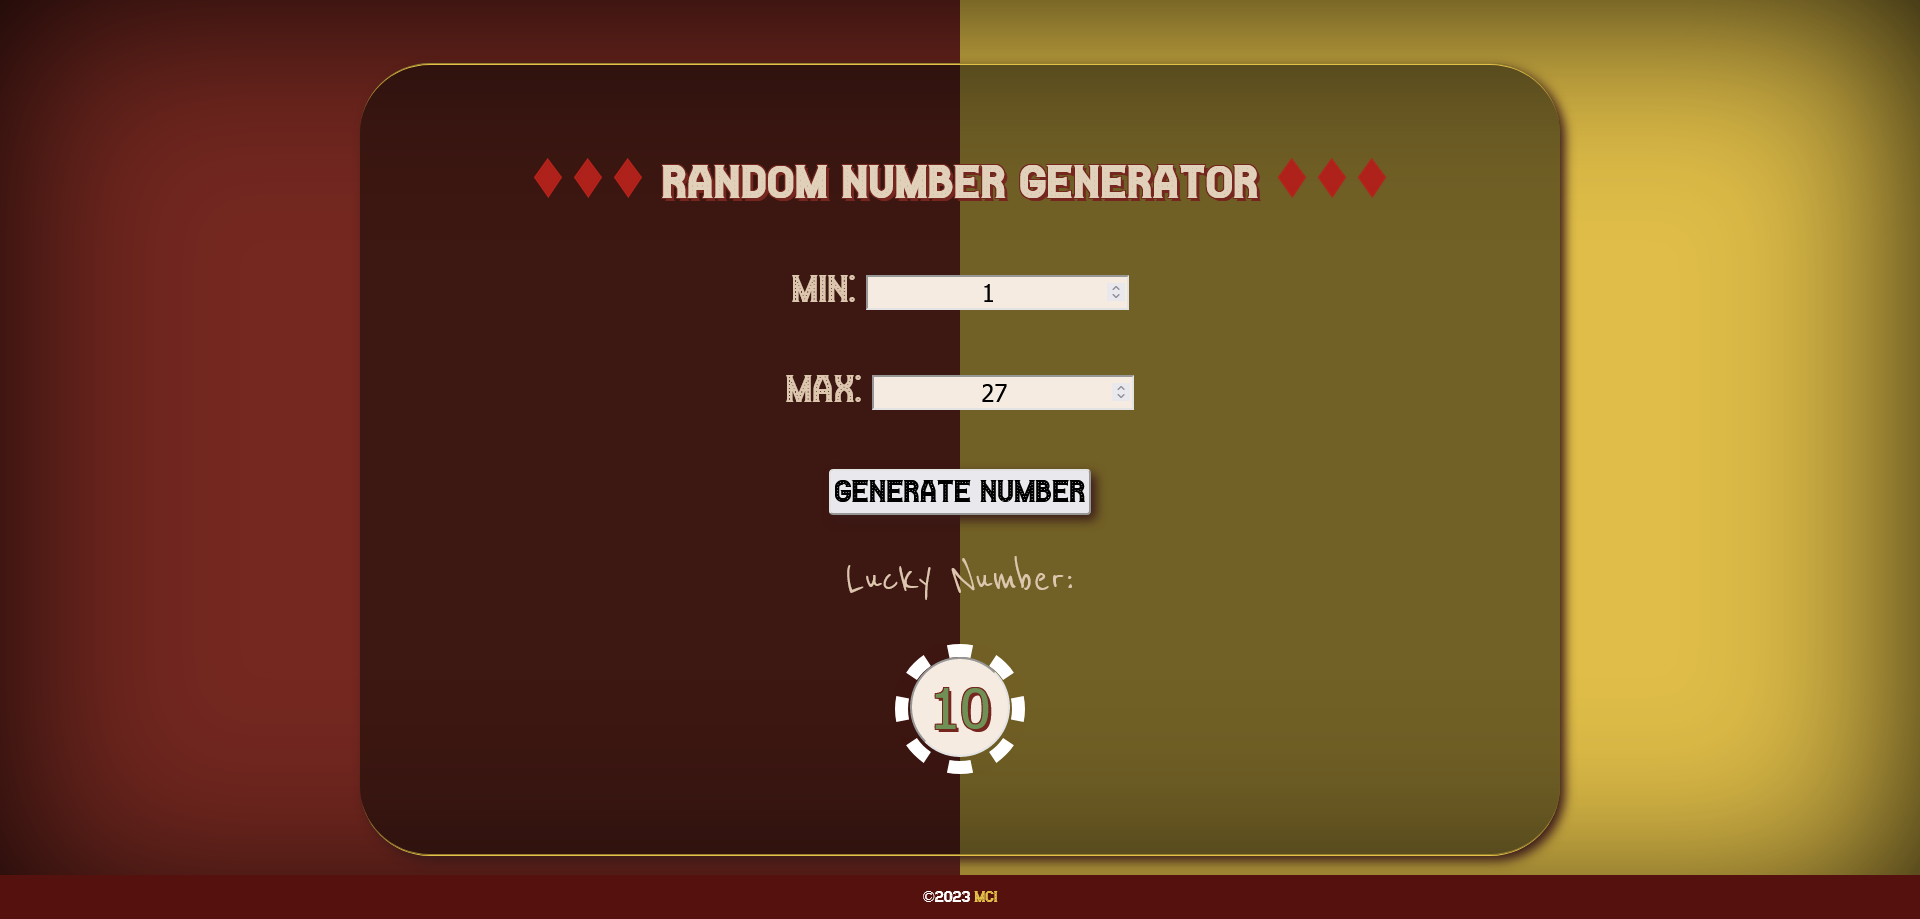 RANDOM NUMBER GENERATOR
MIN: 1
MAX: 27
GENERATE NUMBER
Lucky Number:
10
©2023 MCI